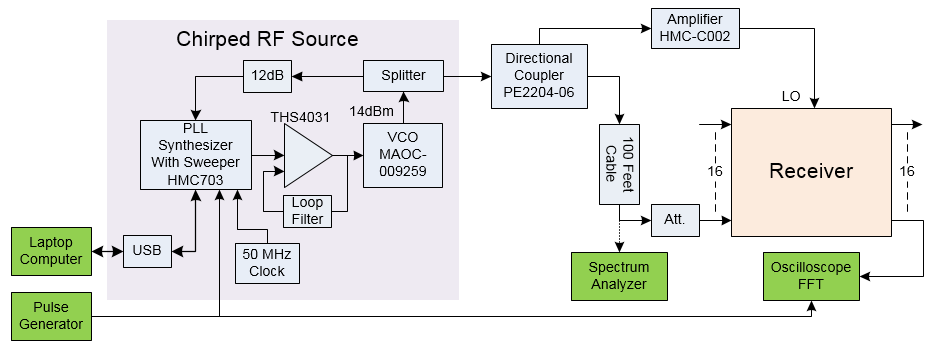 Chirped RF Source
12dB
Splitter
14dBm
THS4031
PLL
Synthesizer
With Sweeper
HMC703
VCO
MAOC-
009259
Loop
Filter
USB
50 MHz
Clock
Laptop
Computer
Pulse
Generator
Directional
Coupler
PE2204-06
Amplifier
HMC-C002
LO
100 Feet
Cable
16
Receiver
16
Att.
Spectrum
Analyzer
Oscilloscope
FFT